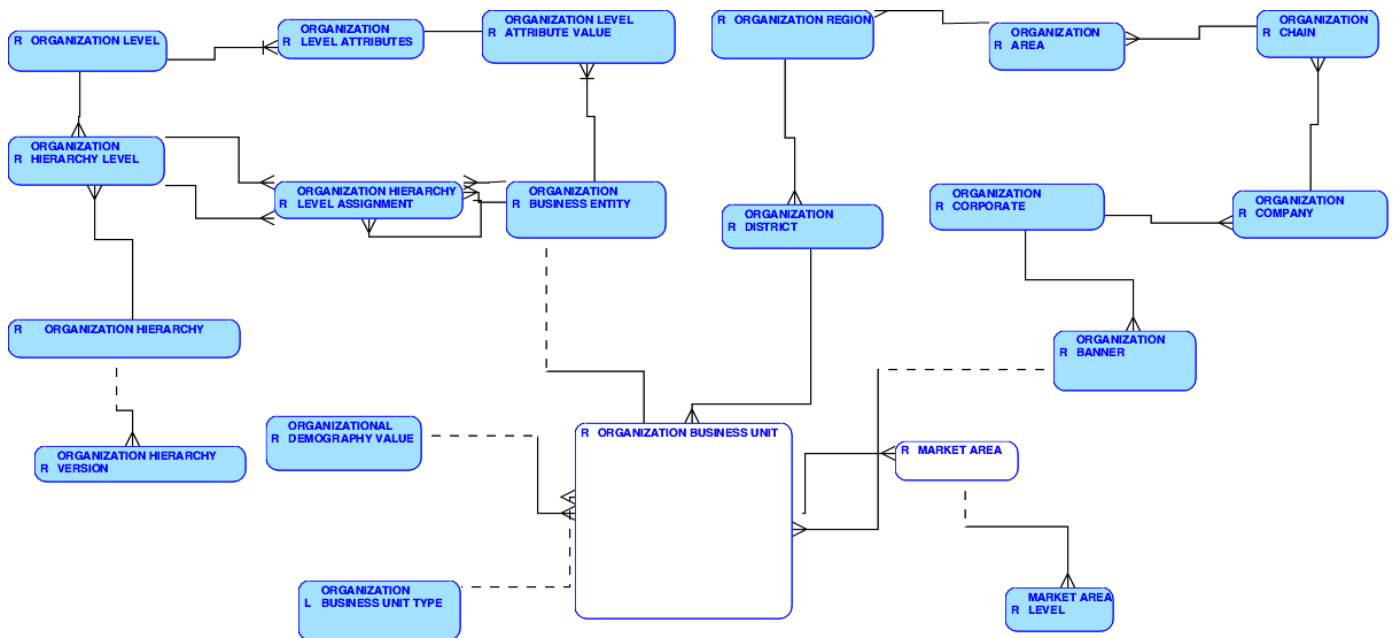 R ORGANIZATION LEVEL
ORGANIZATION
R LEVEL ATTRIBUTES
ORGANIZATION LEVEL
R ATTRIBUTE VALUE
R ORGANIZATION REGION
ORGANIZATION
R AREA
ORGANIZATION
R CHAIN
ORGANIZATION
R HIERARCHY LEVEL
ORGANIZATION HIERARCHY
R LEVEL ASSIGNMENT
ORGANIZATION
R BUSINESS ENTITY
ORGANIZATION
R DISTRICT
ORGANIZATION
R CORPORATE
ORGANIZATION
R COMPANY
R ORGANIZATION HIERARCHY
ORGANIZATION
R BANNER
ORGANIZATIONAL
R DEMOGRAPHY VALUE
R ORGANIZATION BUSINESS UNIT
R MARKET AREA
ORGANIZATION HIERARCHY
R VERSION
ORGANIZATION
L BUSINESS UNIT TYPE
MARKET AREA
R LEVEL